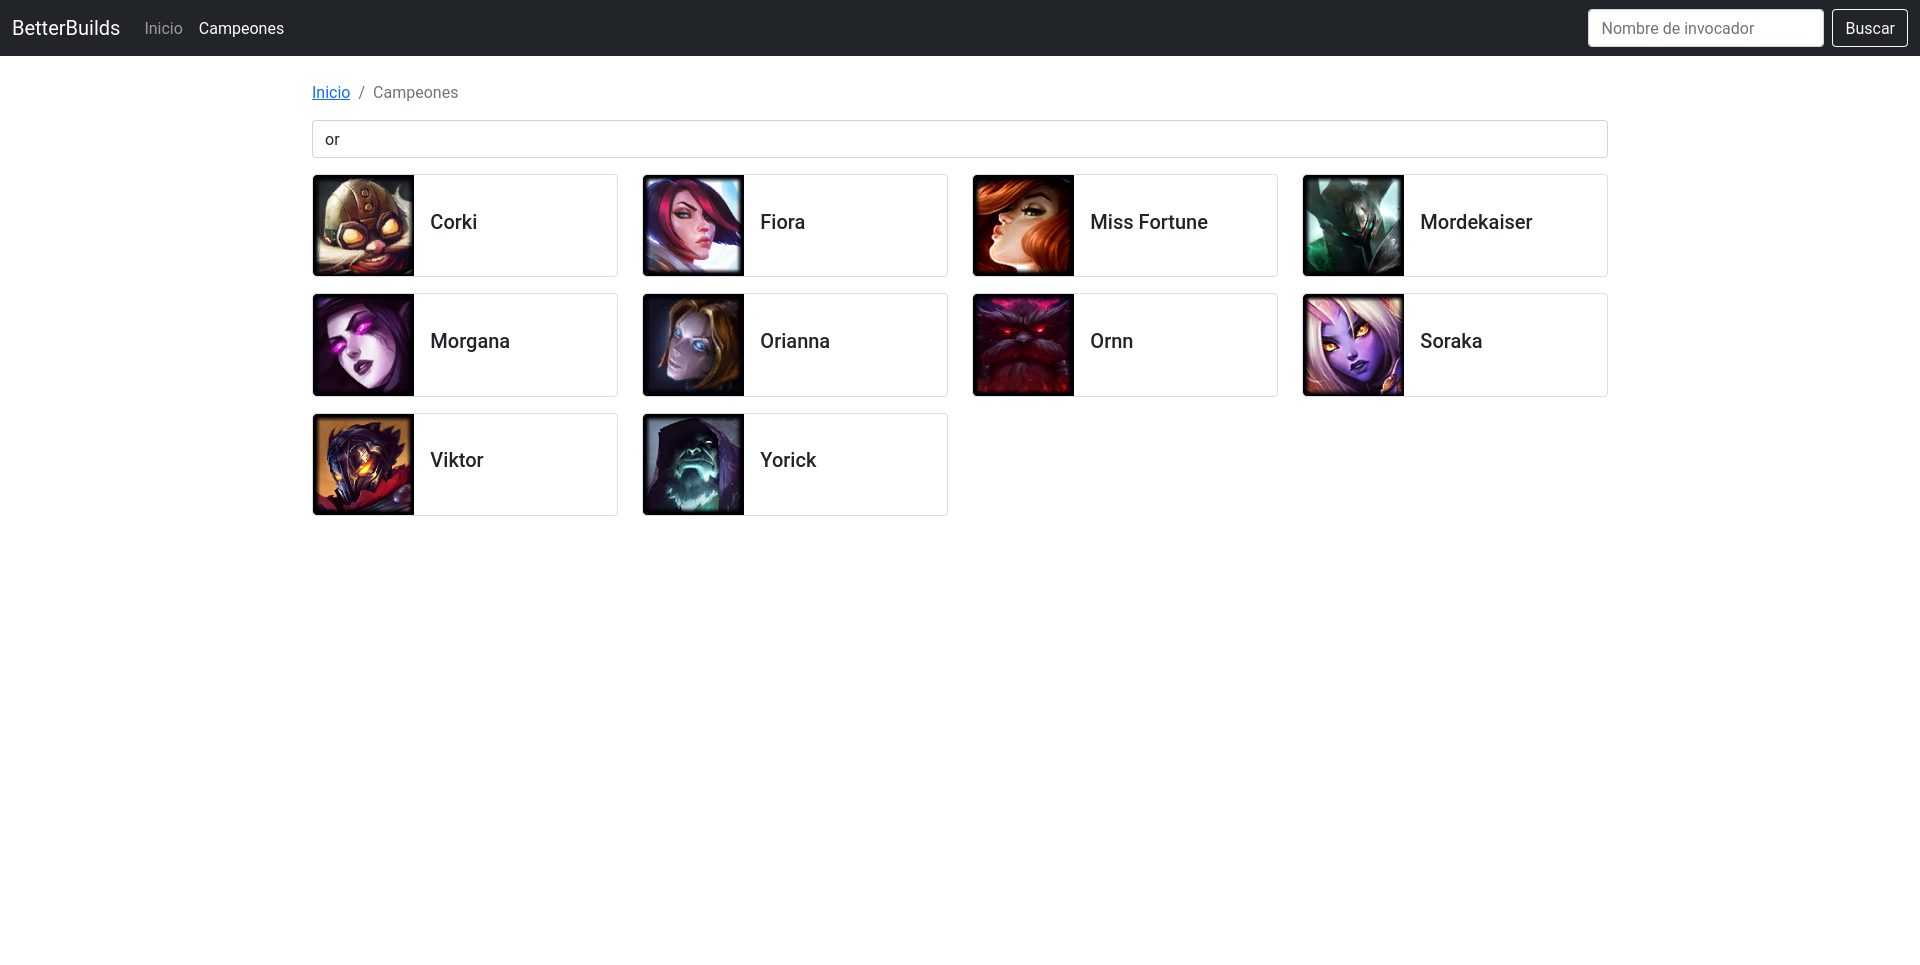 BetterBuilds Inicio Campeones Nombre de invocador Buscar
Inicio / Campeones
or
Corki Fiora Miss Fortune Mordekaiser
Morgana Orianna Ornn Soraka
Viktor Yorick